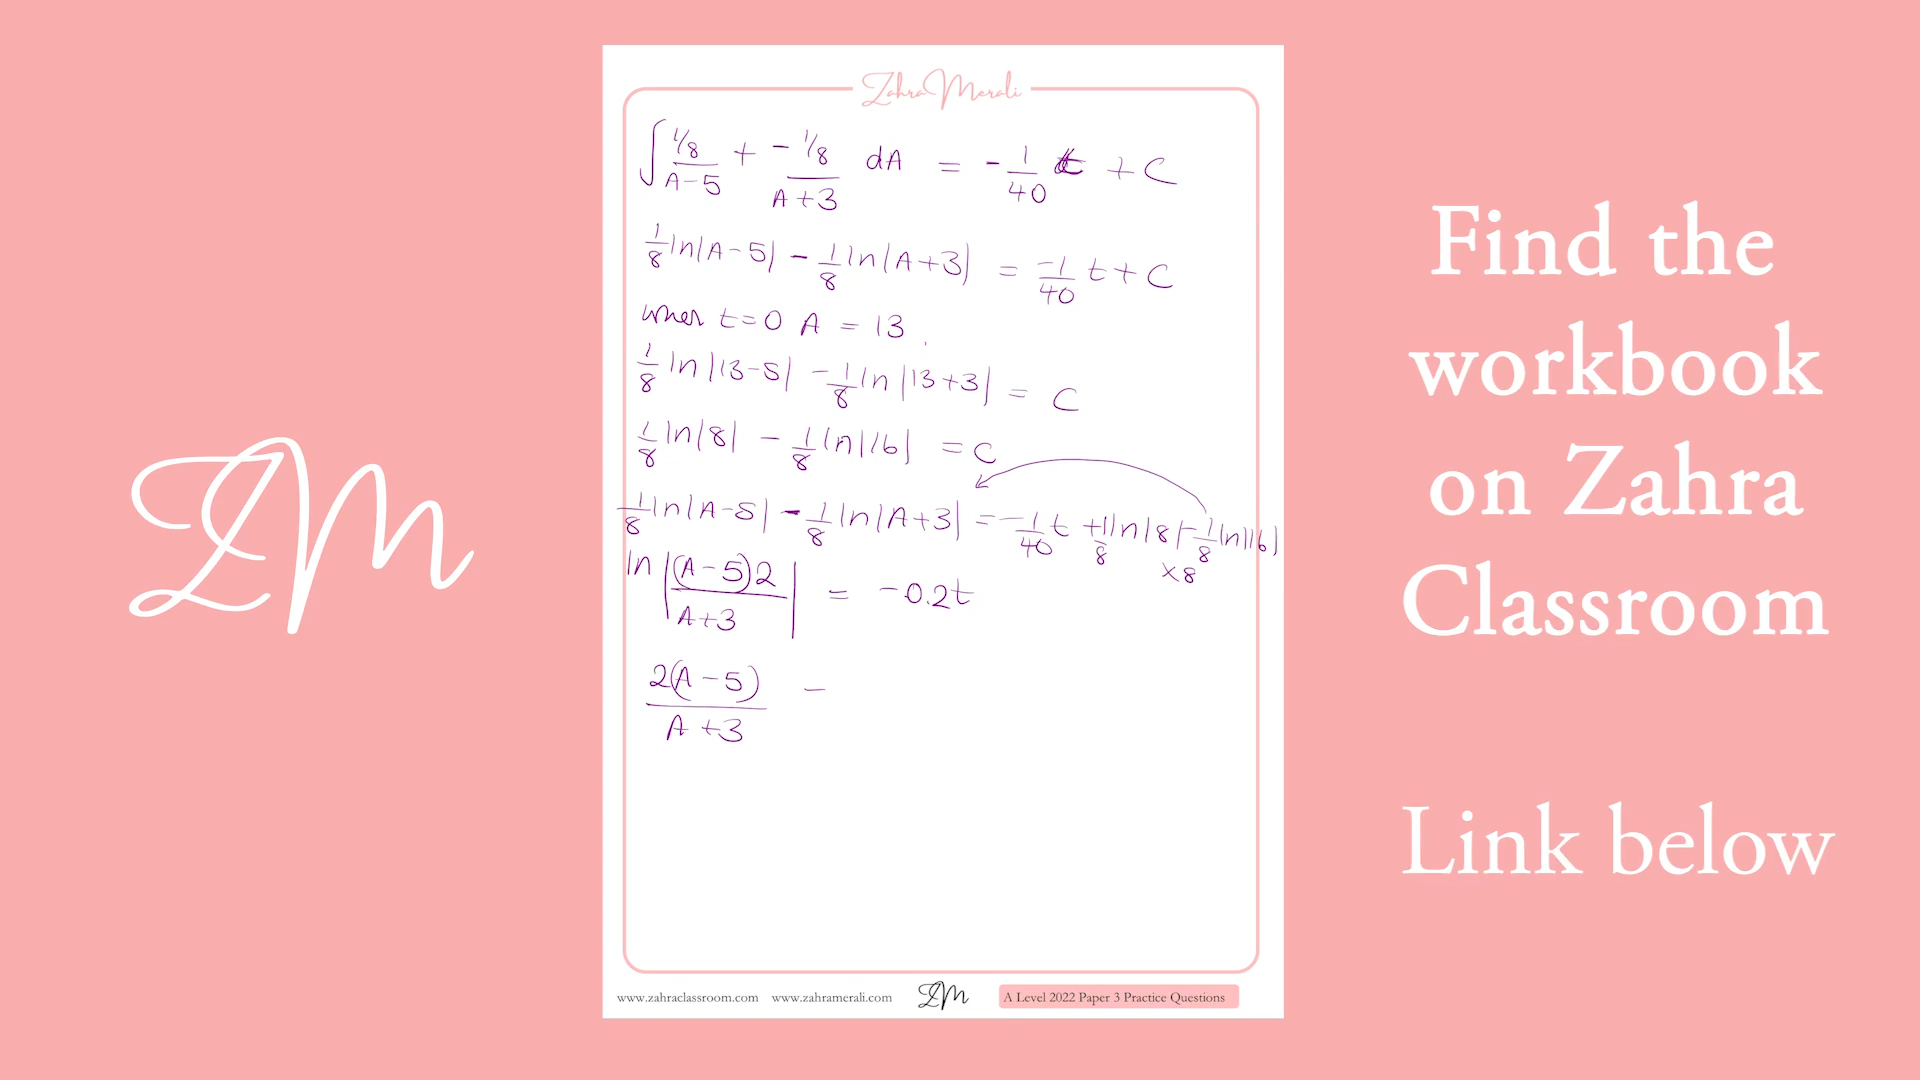 Zahra Merali
∫ 1/8/(A-5) + -1/8/(A+3) dA = -1/40 t + C
1/8 ln|A-5| - 1/8 ln|A+3| = -1/40 t + C
when t=0 A = 13
1/8 ln|13-5| - 1/8 ln|13+3| = C
1/8 ln|8| - 1/8 ln|16| = C
1/8 ln|A-5| - 1/8 ln|A+3| = -1/40 t + 1/8 ln|8| - 1/8 ln|16|
×8
ln |(A-5)2/(A+3)| = -0.2t
2(A-5)/(A+3) -
www.zahraclassroom.com www.zahramerali.com ZM A Level 2022 Paper 3 Practice Questions
ZM
Find the
workbook
on Zahra
Classroom
Link below